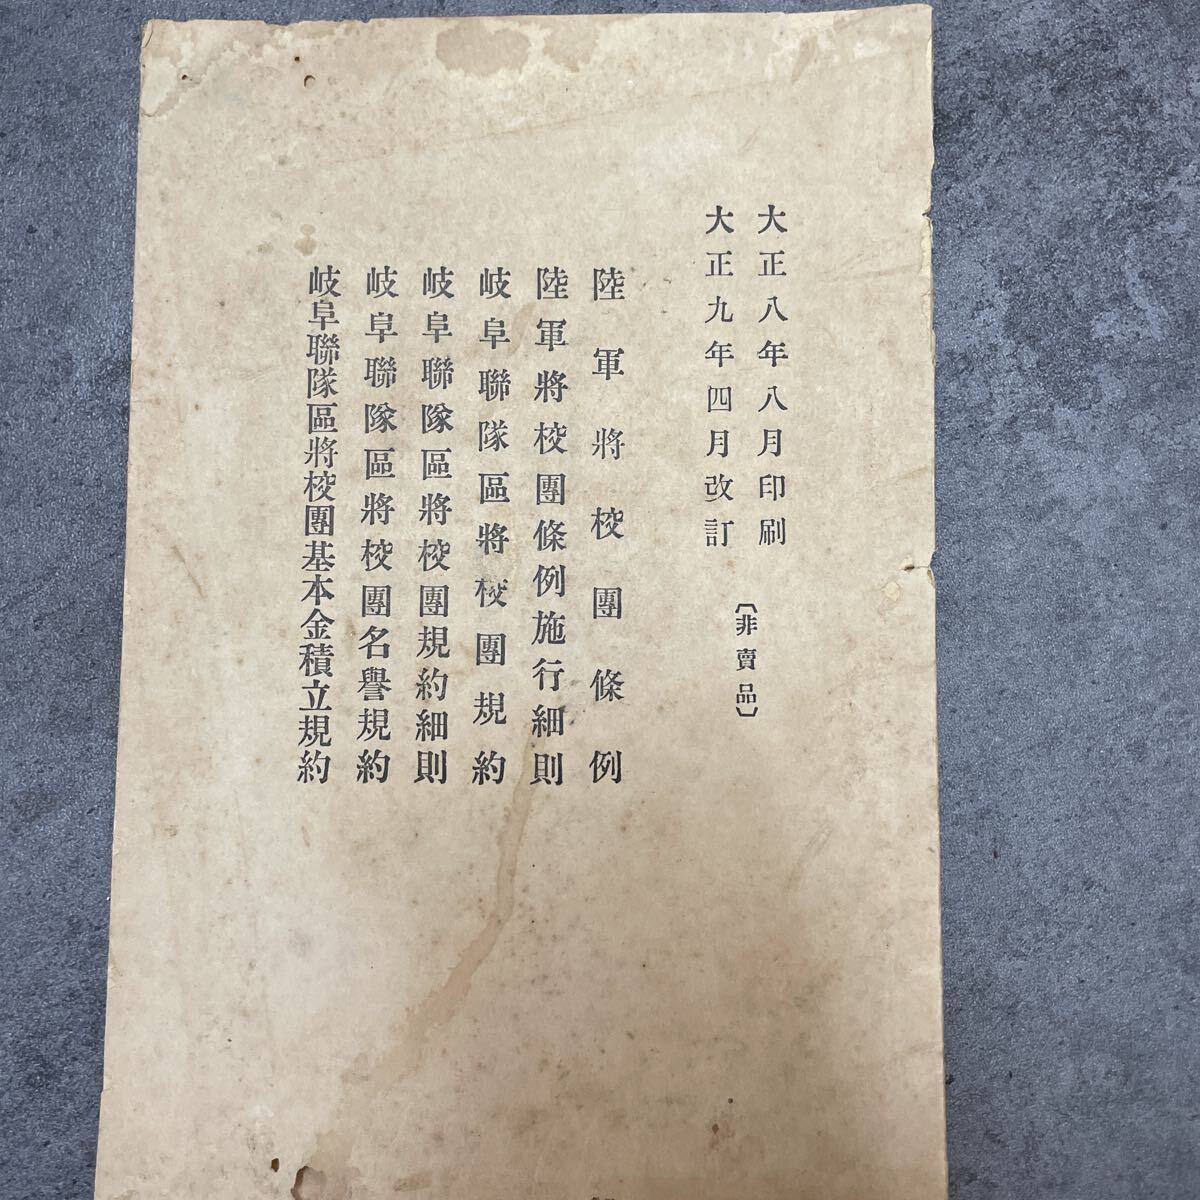 大正八年八月印刷
大正九年四月改訂
〔非賣品〕
陸軍將校團條例
陸軍將校團條例施行細則
岐阜聯隊區將校團規約
岐阜聯隊區將校團規約細則
岐阜聯隊區將校團名譽規約
岐阜聯隊區將校團基本金積立規約